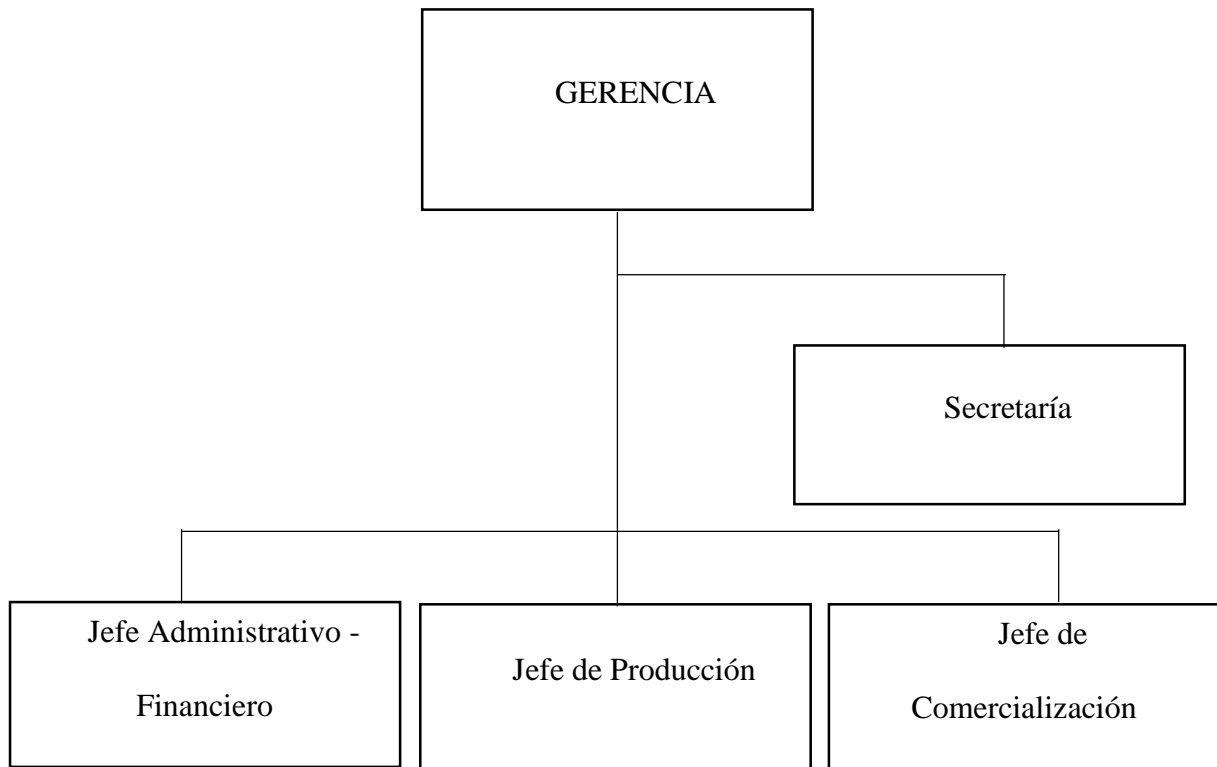 GERENCIA
Secretaría
Jefe Administrativo -
Financiero
Jefe de Producción
Jefe de
Comercialización